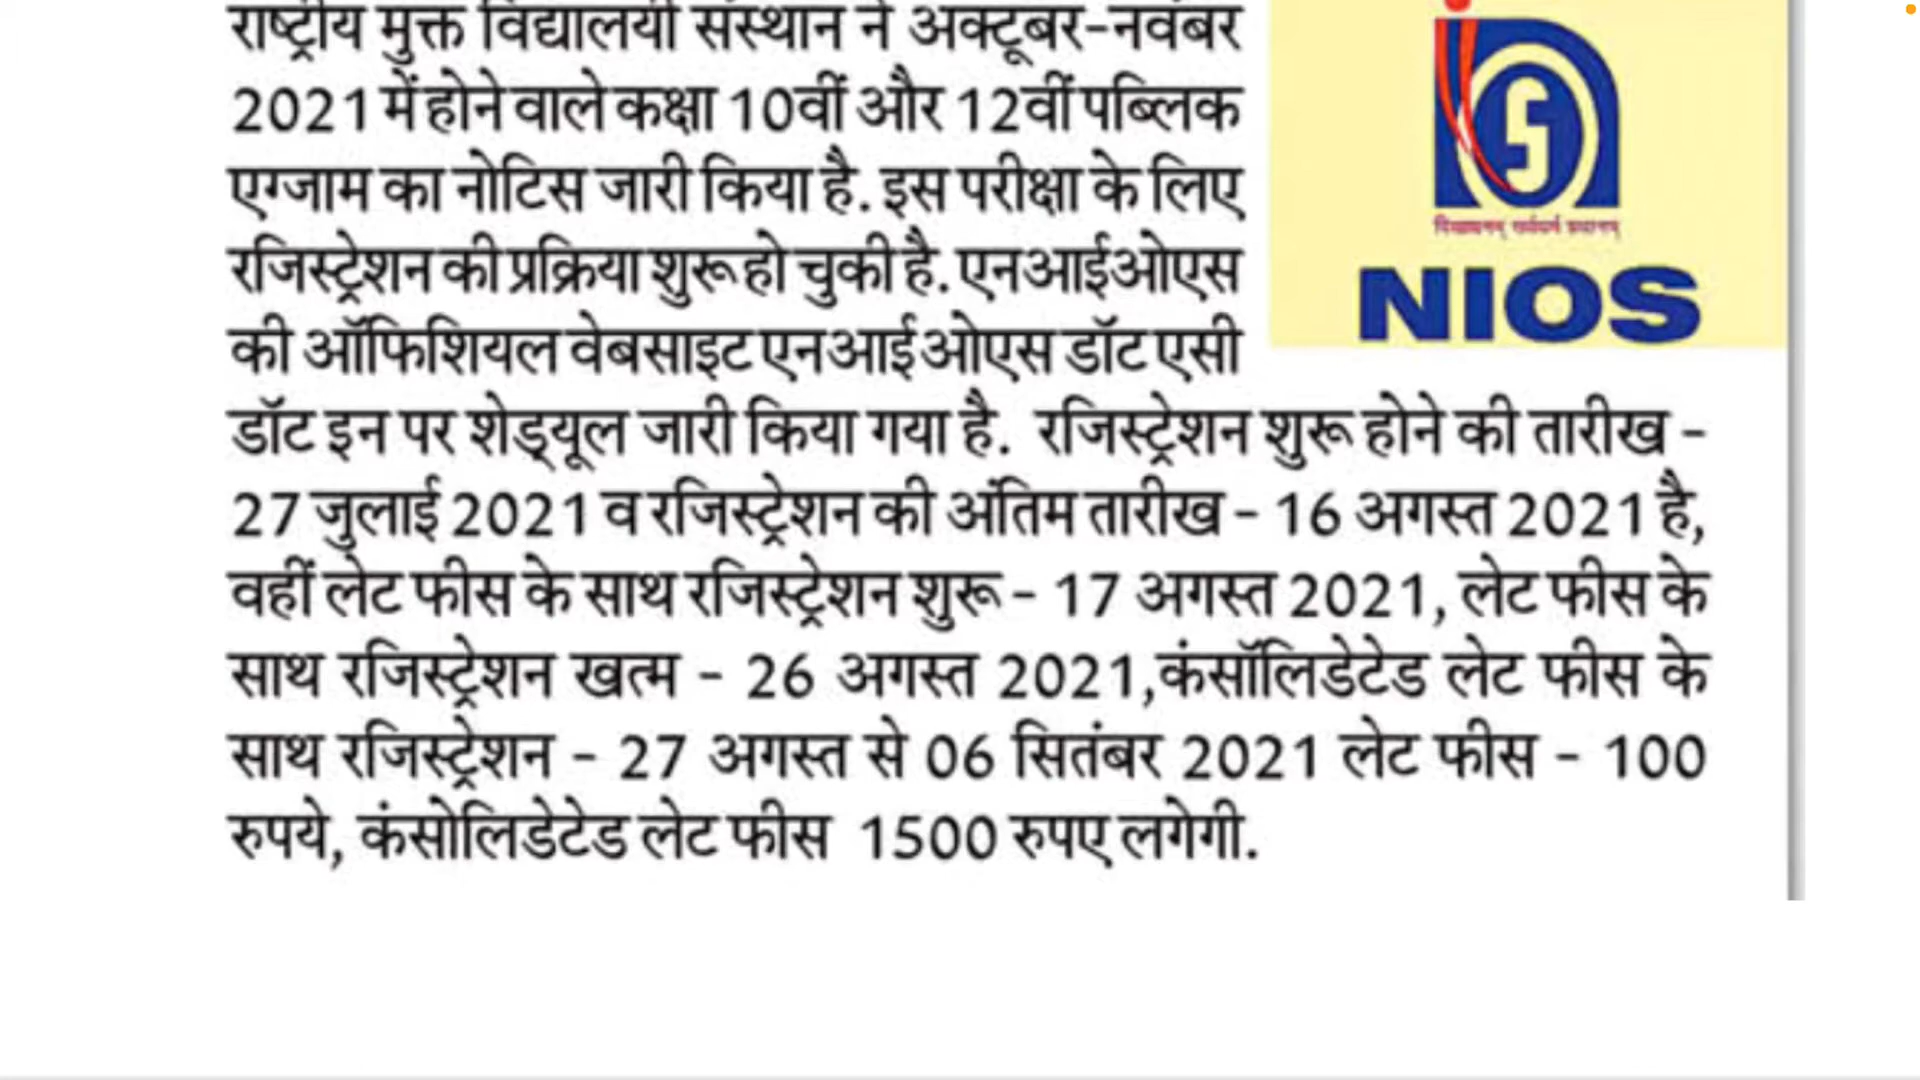 राष्ट्रीय मुक्त विद्यालयी संस्थान ने अक्टूबर-नवंबर
2021 में होने वाले कक्षा 10वीं और 12वीं पब्लिक
एग्जाम का नोटिस जारी किया है. इस परीक्षा के लिए
रजिस्ट्रेशन की प्रक्रिया शुरू हो चुकी है. एनआईओएस
की ऑफिशियल वेबसाइट एनआईओएस डॉट एसी
डॉट इन पर शेड्यूल जारी किया गया है. रजिस्ट्रेशन शुरू होने की तारीख -
27 जुलाई 2021 व रजिस्ट्रेशन की अंतिम तारीख - 16 अगस्त 2021 है,
वहीं लेट फीस के साथ रजिस्ट्रेशन शुरू - 17 अगस्त 2021, लेट फीस के
साथ रजिस्ट्रेशन खत्म - 26 अगस्त 2021,कंसॉलिडेटेड लेट फीस के
साथ रजिस्ट्रेशन - 27 अगस्त से 06 सितंबर 2021 लेट फीस - 100
रुपये, कंसोलिडेटेड लेट फीस 1500 रुपए लगेगी.
NIOS